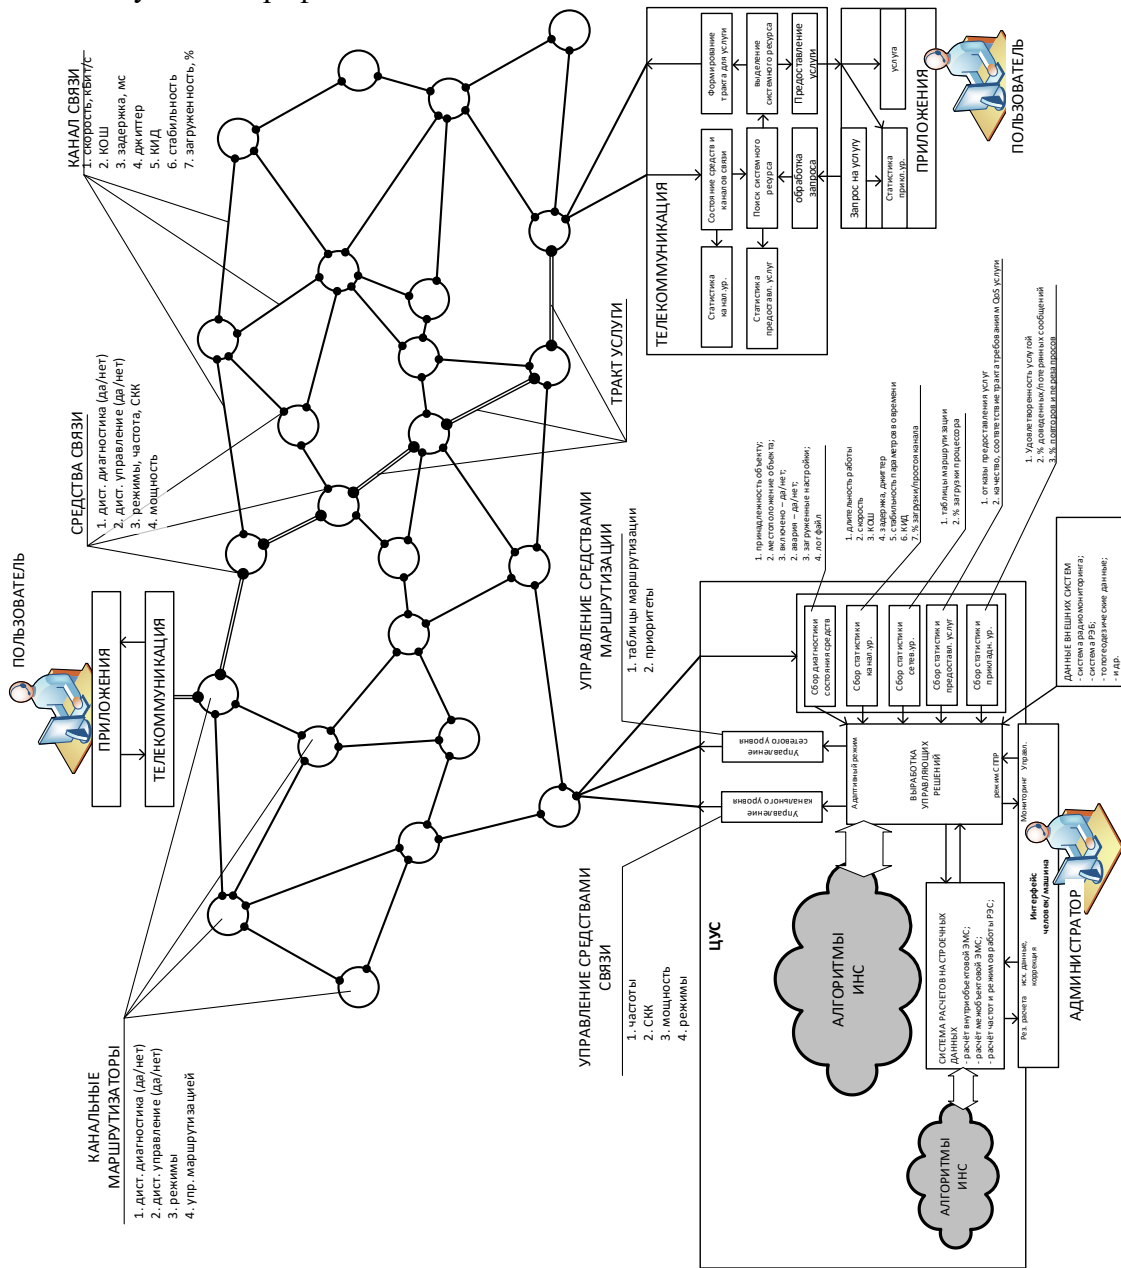 КАНАЛ СВЯЗИ
1. скорость, кбит/с
2. КОШ
3. задержка, мс
4. джиттер
5. КИД
6. стабильность
7. загруженность, %
СРЕДСТВА СВЯЗИ
1. дист. диагностика (да/нет)
2. дист. управление (да/нет)
3. режимы, частота, СКК
4. мощность
ПОЛЬЗОВАТЕЛЬ
ПРИЛОЖЕНИЯ
ТЕЛЕКОММУНИКАЦИЯ
КАНАЛЬНЫЕ
МАРШРУТИЗАТОРЫ
1. дист. диагностика (да/нет)
2. дист. управление (да/нет)
3. режимы
4. упр. маршрутизацией
ТРАКТ УСЛУГИ
ТЕЛЕКОММУНИКАЦИЯ
Формирование
тракта для услуги
выделение
системного ресурса
Предоставление
услуги
Состояние средств и
каналов связи
Поиск системного
ресурса
обработка
запроса
Статистика
канал.ур.
Статистика
предоставл. услуг
услуга
Запрос на услугу
Статистика
прикл.ур.
ПРИЛОЖЕНИЯ
ПОЛЬЗОВАТЕЛЬ
УПРАВЛЕНИЕ СРЕДСТВАМИ
МАРШРУТИЗАЦИИ
1. таблицы маршрутизации
2. приоритеты
УПРАВЛЕНИЕ СРЕДСТВАМИ
СВЯЗИ
1. частоты
2. СКК
3. мощность
4. режимы
1. принадлежность объекту;
2. местоположение объекта;
3. включено – да/нет;
2. авария – да/нет;
3. загруженные настройки;
4. лог файл
1. длительность работы
2. скорость
3. КОШ
4. задержка, джиттер
5. стабильность параметров во времени
6. КИД
7. % загрузки/простоя канала
1. таблицы маршрутизации
2. % загрузки процессора
1. отказы предоставления услуг
2. качество, соответствие тракта требованиям QoS услуги
1. Удовлетворенность услугой
2. % доведенных/потерянных сообщений
3. % повторов и перезапросов
ЦУС
Сбор диагностики
состояния средств
Сбор статистики
канал.ур.
Сбор статистики
сетев.ур.
Сбор статистики
предоставл. услуг
Сбор статистики
прикладн. ур.
Управление
сетевого уровня
Управление
канального уровня
Адаптивный режим
ВЫРАБОТКА
УПРАВЛЯЮЩИХ
РЕШЕНИЙ
режим СППР
ДАННЫЕ ВНЕШНИХ СИСТЕМ
- система радиомониторинга;
- система РЭБ;
- топогеодезические данные;
- и др.
АЛГОРИТМЫ
ИНС
СИСТЕМА РАСЧЕТОВ НАСТРОЕЧНЫХ
ДАННЫХ
- расчёт внутриобъектовой ЭМС;
- расчёт межобъектовой ЭМС;
- расчёт частот и режимов работы РЭС;
АЛГОРИТМЫ
ИНС
Рез. расчета
исх. данные,
коррекция
Интерфейс
человек/машина
Мониторинг
Управл.
АДМИНИСТРАТОР